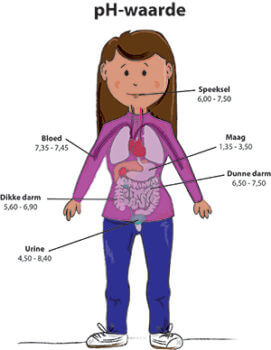 pH-waarde
Speeksel
6,00 - 7,50
Bloed
7,35 - 7,45
Maag
1,35 - 3,50
Dunne darm
6,50 - 7,50
Dikke darm
5,60 - 6,90
Urine
4,50 - 8,40